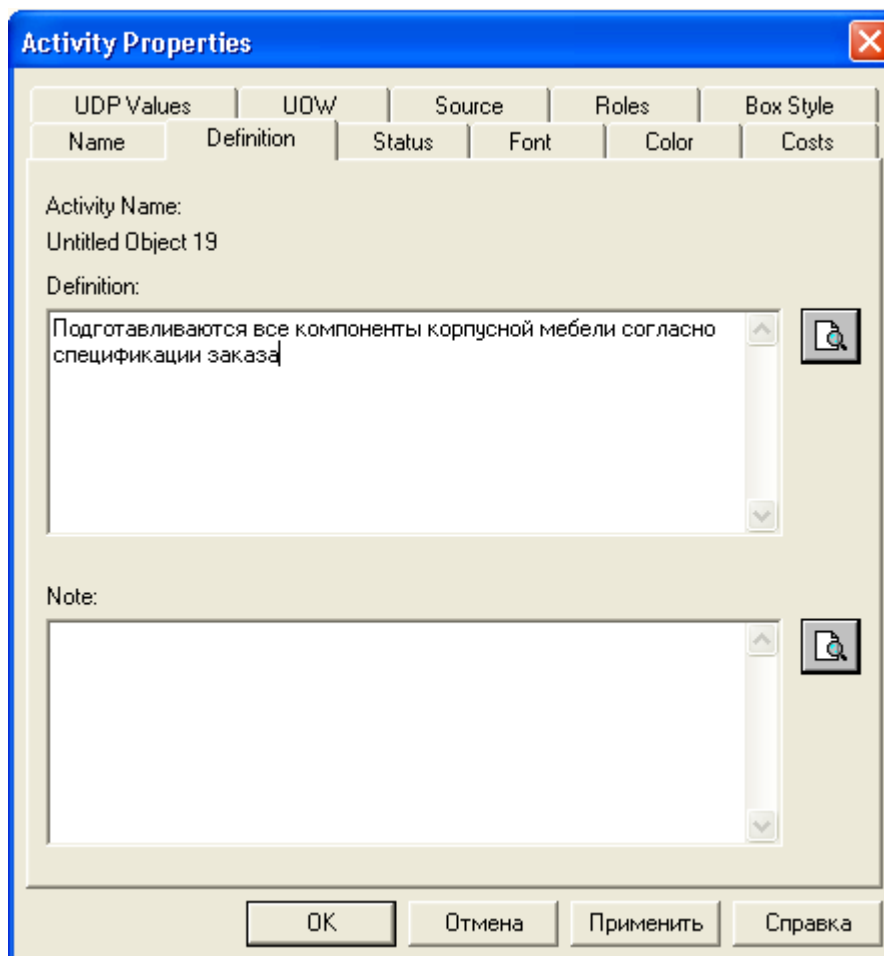 Activity Properties
UDP Values UOW Source Roles Box Style
Name Definition Status Font Color Costs
Activity Name:
Untitled Object 19
Definition:
Подготавливаются все компоненты корпусной мебели согласно
спецификации заказа
Note:
OK Отмена Применить Справка